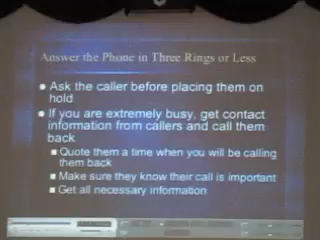 Answer the Phone in Three Rings or Less
Ask the caller before placing them on
hold
If you are extremely busy, get contact
information from callers and call them
back
Quote them a time when you will be calling
them back
Make sure they know their call is important
Get all necessary information